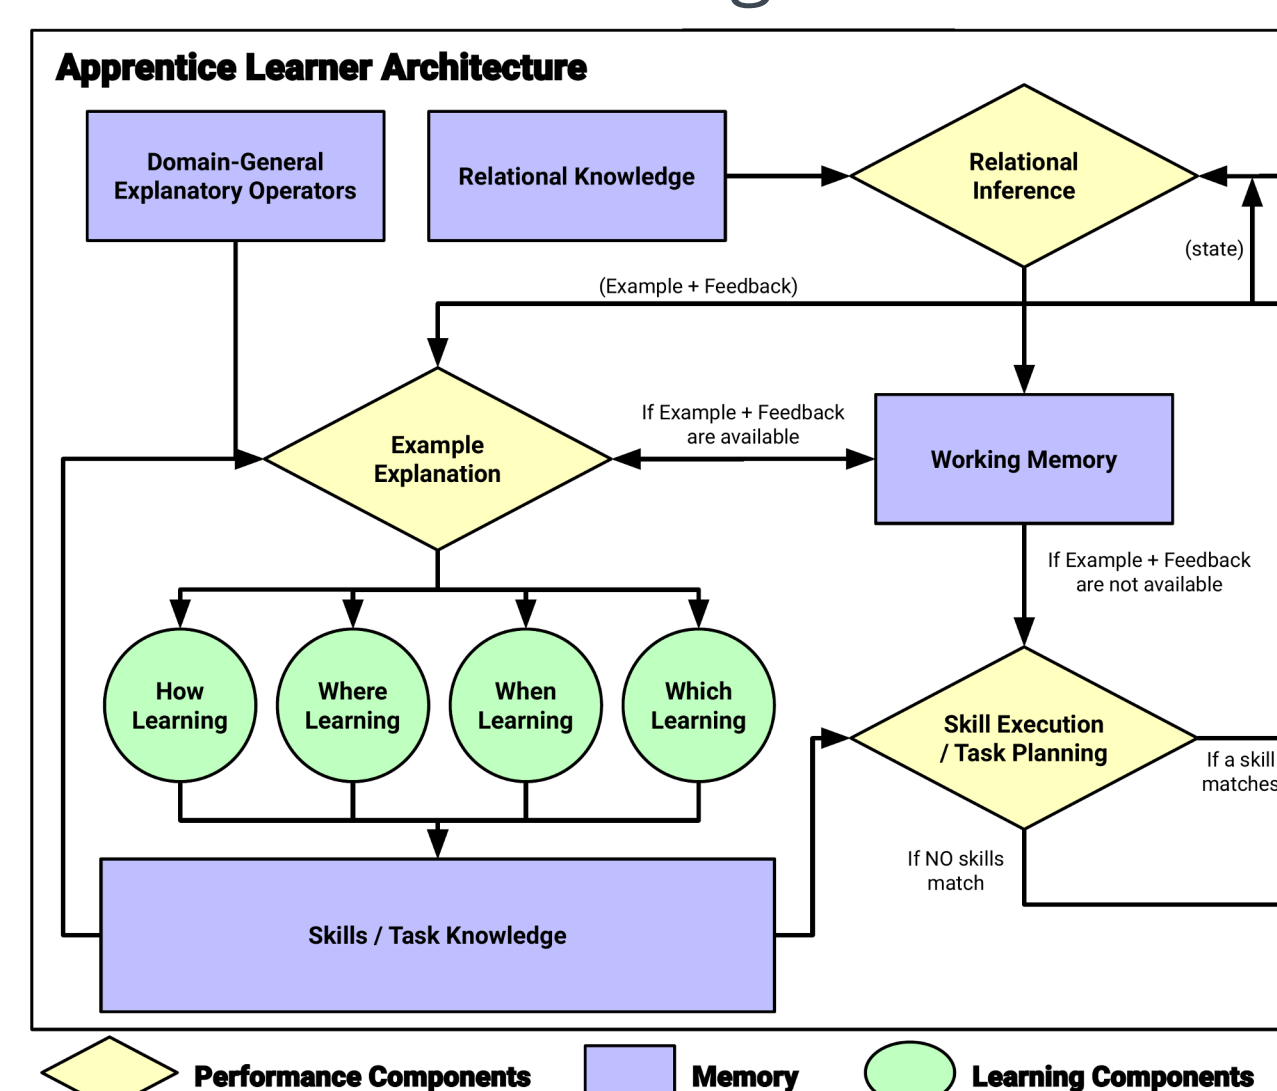 Apprentice Learner Architecture
Domain-General
Explanatory Operators
Relational Knowledge
Relational
Inference
(state)
(Example + Feedback)
Example
Explanation
If Example + Feedback
are available
Working Memory
If Example + Feedback
are not available
How
Learning
Where
Learning
When
Learning
Which
Learning
Skill Execution
/ Task Planning
If a skill
matches
If NO skills
match
Skills / Task Knowledge
Performance Components
Memory
Learning Components